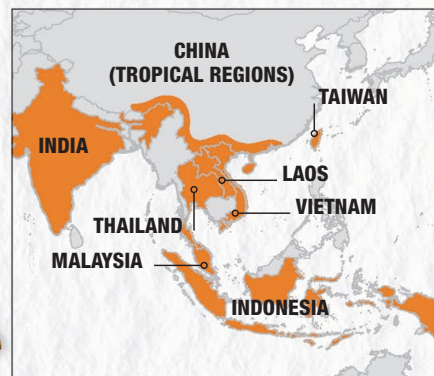 CHINA
(TROPICAL REGIONS)
TAIWAN
INDIA
LAOS
VIETNAM
THAILAND
MALAYSIA
INDONESIA